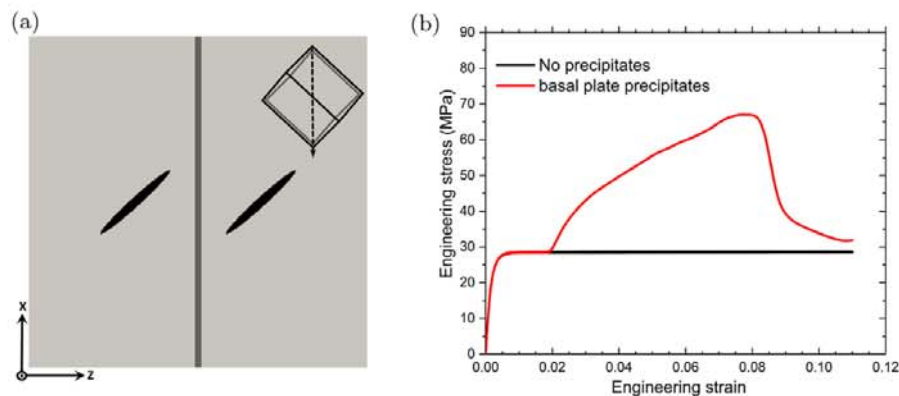 (a)
X
Z
(b)
Engineering stress (MPa)
90
80
70
60
50
40
30
20
10
0
No precipitates
basal plate precipitates
0.00 0.02 0.04 0.06 0.08 0.10 0.12
Engineering strain